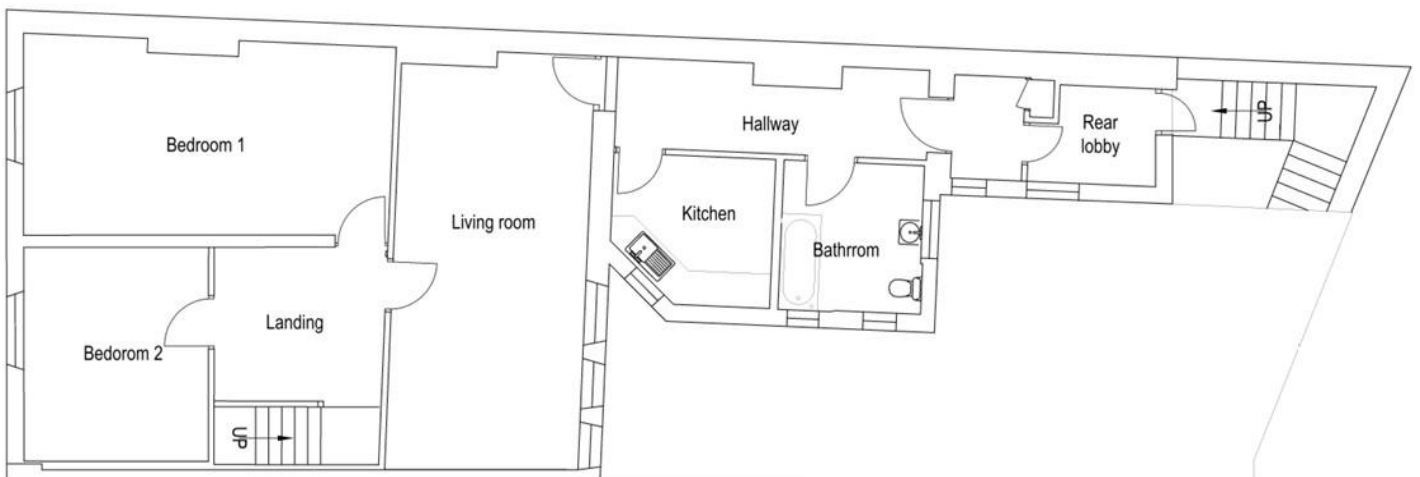 Bedroom 1
Living room
Hallway
Rear
lobby
UP
Kitchen
Bathrrom
Landing
Bedorom 2
UP